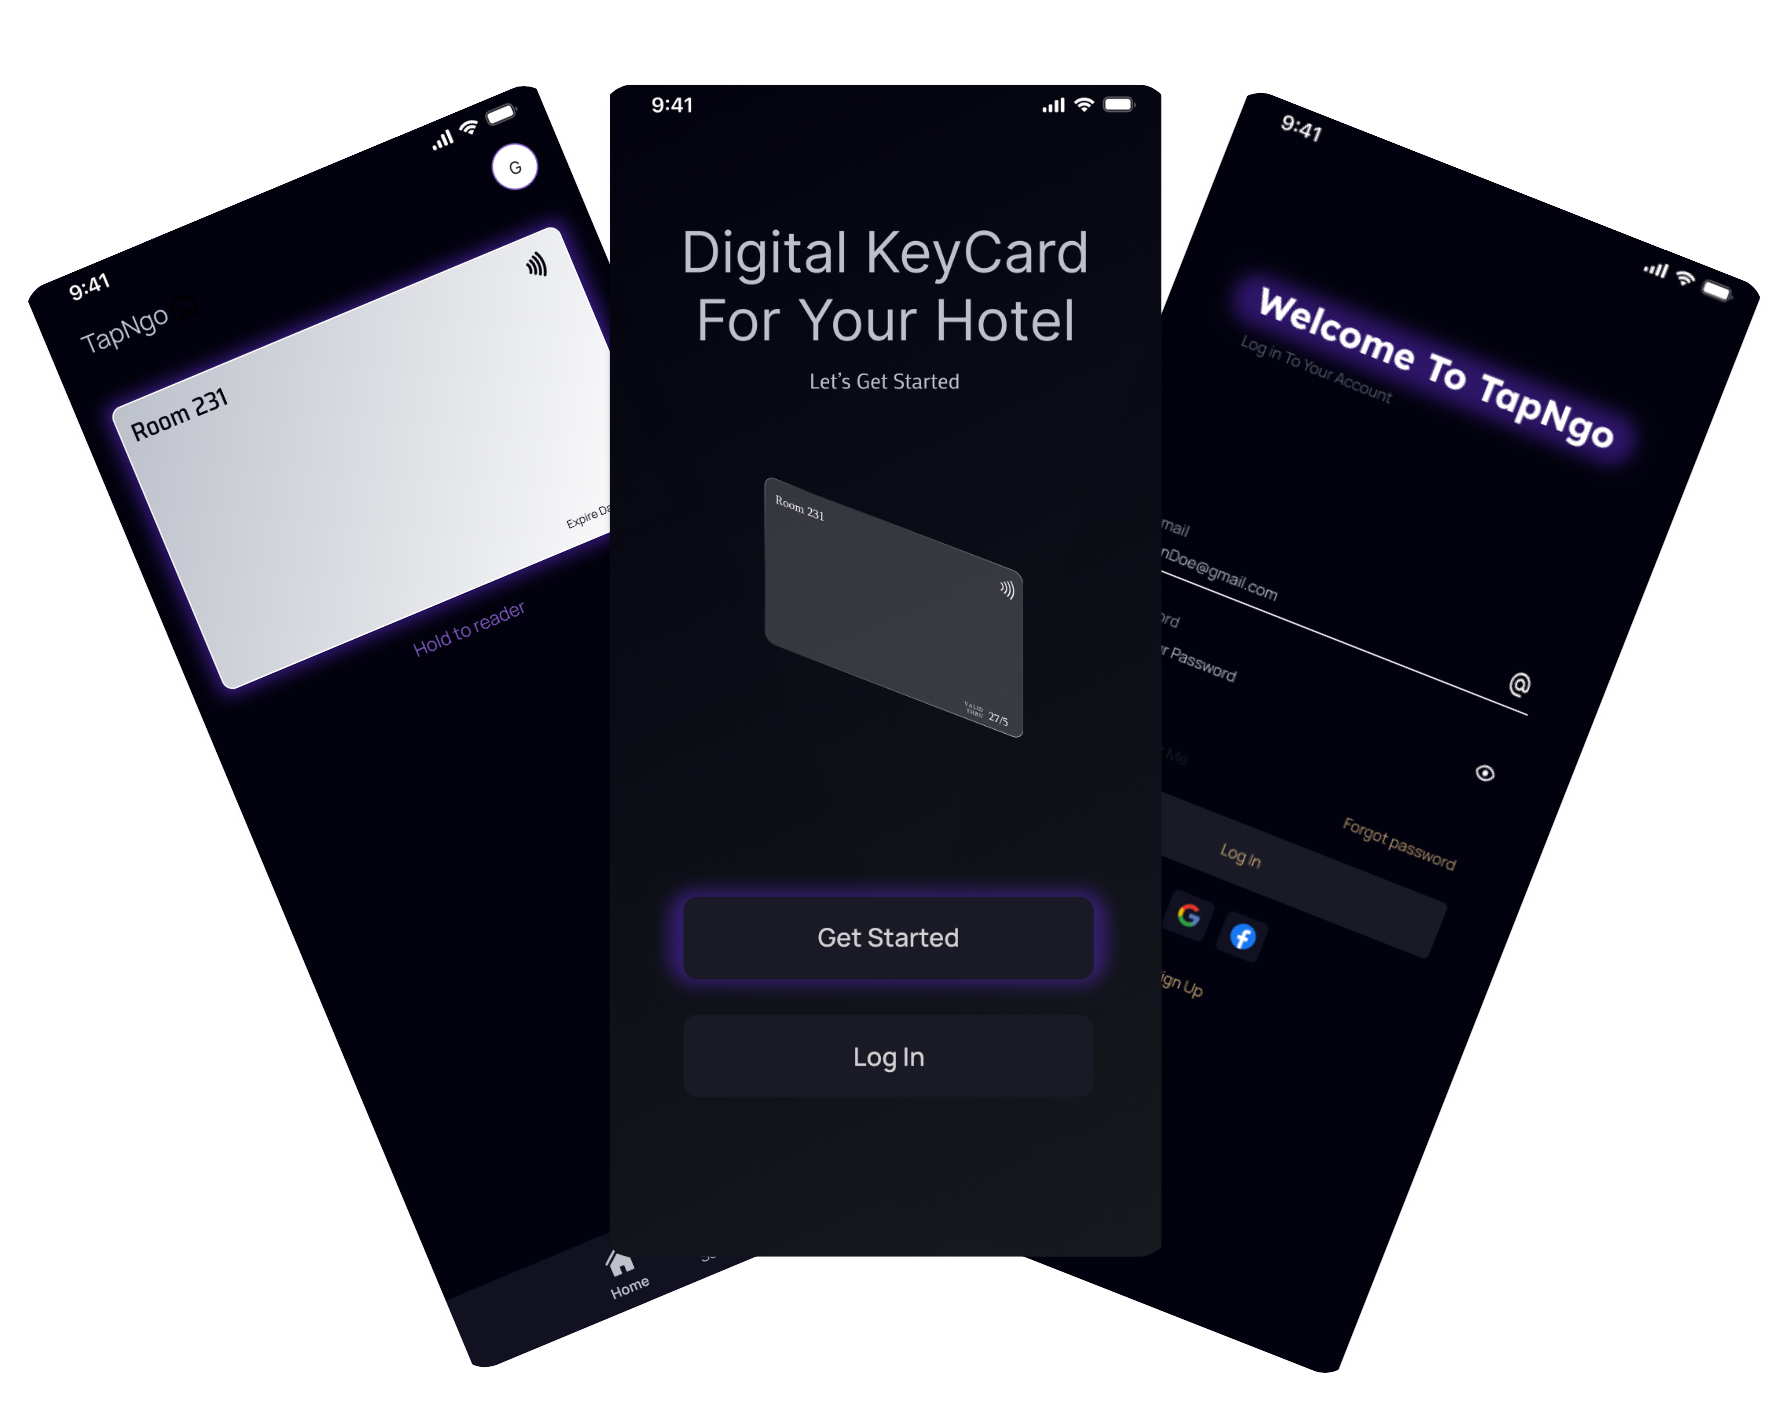 9:41
G
TapNgo
Room 231
Expire
Hold to reader
Home
9:41
Digital KeyCard
For Your Hotel
Let's Get Started
Room 231
VALID
THRU 27/5
Get Started
Log In
9:41
Welcome To TapNgo
Log in To Your Account
mail
nDoe@gmail.com
@
ord
r Password
Me
Forgot password
Log In
ign Up